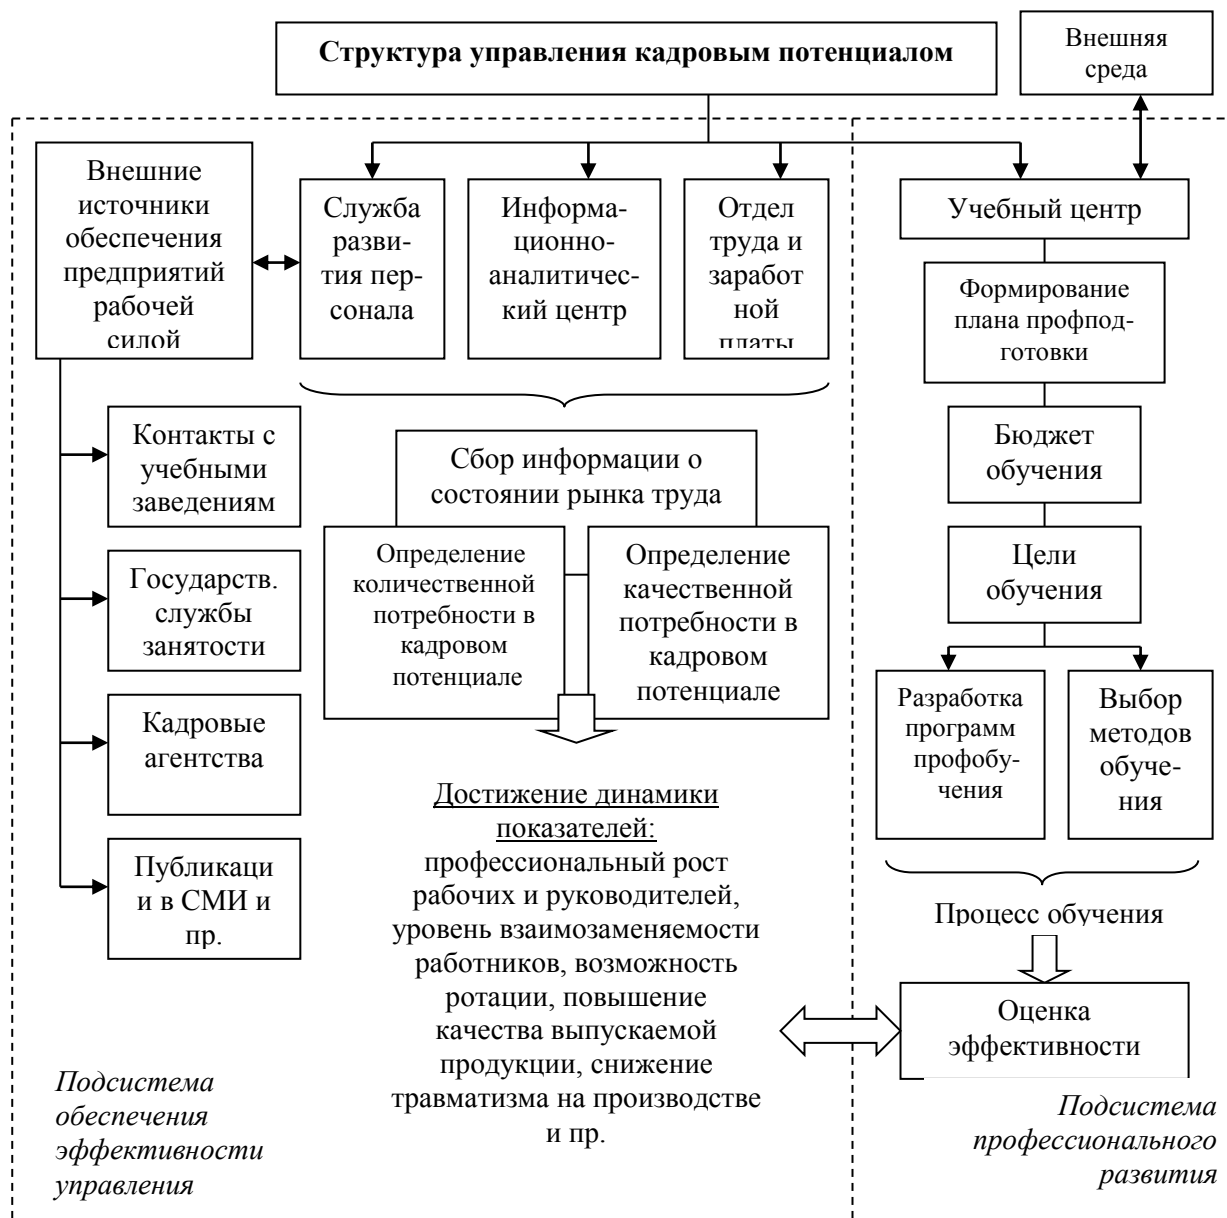 Структура управления кадровым потенциалом
Внешняя
среда
Внешние
источники
обеспечения
предприятий
рабочей
силой
Служба
разви-
тия пер-
сонала
Информа-
ционно-
аналитичес-
кий центр
Отдел
труда и
заработ
ной
платы
Учебный центр
Формирование
плана профпод-
готовки
Бюджет
обучения
Цели
обучения
Разработка
программ
профобу-
чения
Выбор
методов
обуче-
ния
Процесс обучения
Оценка
эффективности
Контакты с
учебными
заведениям
Государств.
службы
занятости
Кадровые
агентства
Публикаци
и в СМИ и
пр.
Сбор информации о
состоянии рынка труда
Определение
количественной
потребности в
кадровом
потенциале
Определение
качественной
потребности в
кадровом
потенциале
Достижение динамики
показателей:
профессиональный рост
рабочих и руководителей,
уровень взаимозаменяемости
работников, возможность
ротации, повышение
качества выпускаемой
продукции, снижение
травматизма на производстве
и пр.
Подсистема
обеспечения
эффективности
управления
Подсистема
профессионального
развития